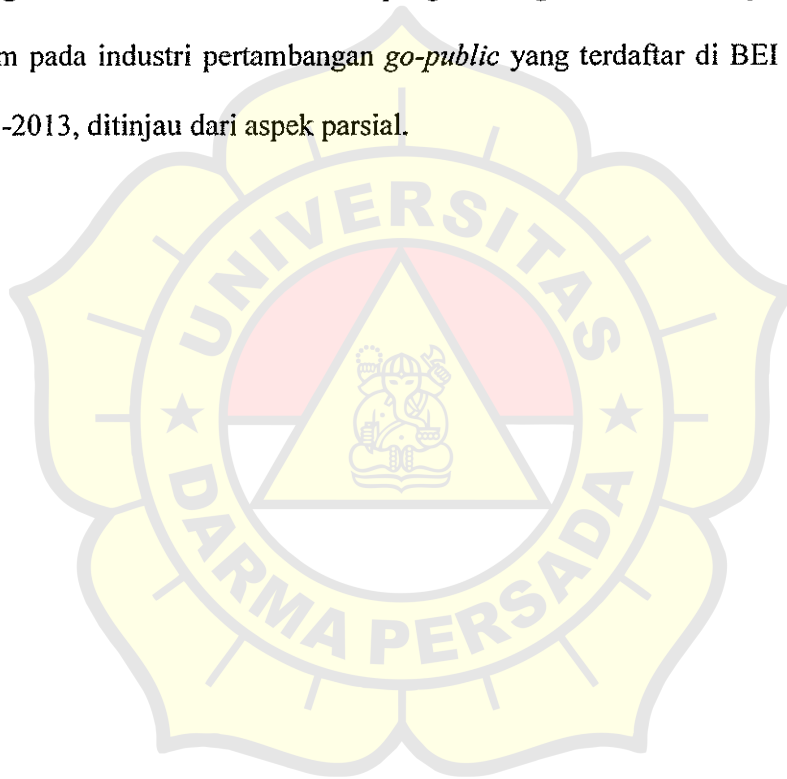 m pada industri pertambangan go-public yang terdaftar di BEI
-2013, ditinjau dari aspek parsial.
UNIVERSITAS
DARMA PERSADA